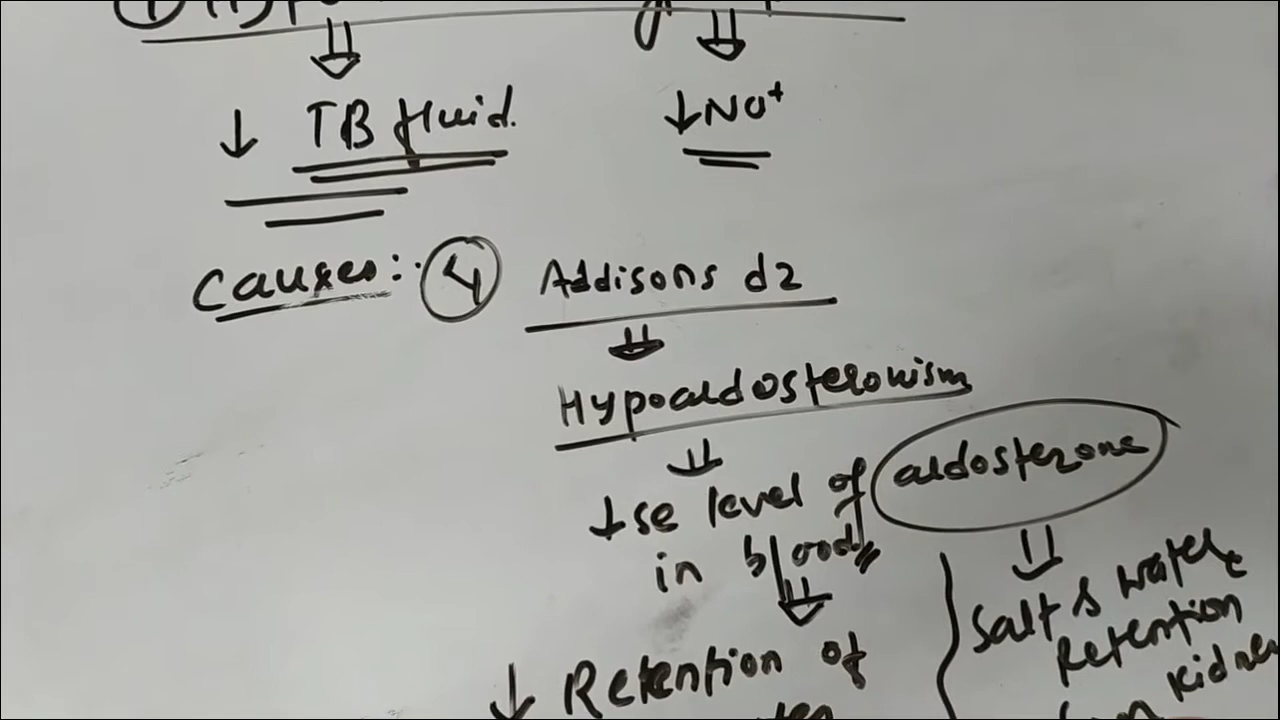 ↓ TB fluid.
↓ Na+
Causes: 4 Addisons dz
Hypoaldosteronism
↓se level of aldosterone
in blood
Salt & water
Retention
kidney
↓ Retention of